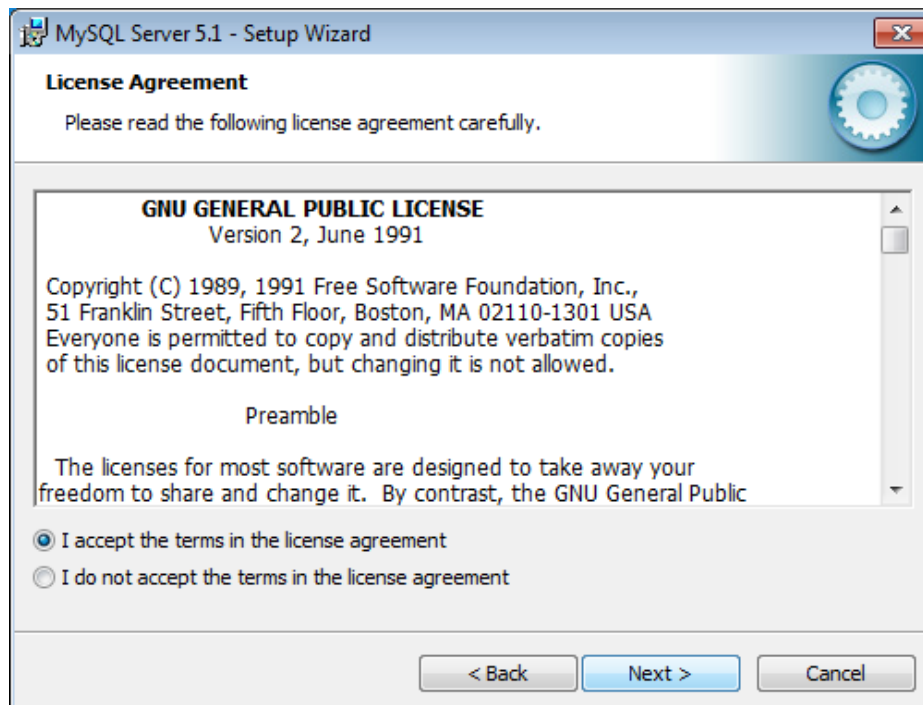 MySQL Server 5.1 - Setup Wizard
License Agreement
Please read the following license agreement carefully.
GNU GENERAL PUBLIC LICENSE
Version 2, June 1991
Copyright (C) 1989, 1991 Free Software Foundation, Inc.,
51 Franklin Street, Fifth Floor, Boston, MA 02110-1301 USA
Everyone is permitted to copy and distribute verbatim copies
of this license document, but changing it is not allowed.
Preamble
The licenses for most software are designed to take away your
freedom to share and change it.  By contrast, the GNU General Public
I accept the terms in the license agreement
I do not accept the terms in the license agreement
< Back
Next >
Cancel